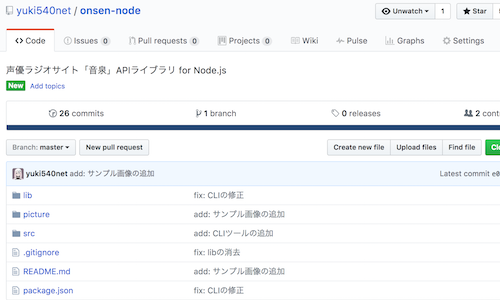 yuki540net / onsen-node Unwatch 1 Star
Code Issues 0 Pull requests 0 Projects 0 Wiki Pulse Graphs Settings
声優ラジオサイト「音泉」APIライブラリ for Node.js
New Add topics
26 commits 1 branch 0 releases 2
Branch: master New pull request Create new file Upload files Find file
yuki540net add: サンプル画像の追加 Latest commit
lib fix: CLIの修正
picture add: サンプル画像の追加
src add: CLIツールの追加
.gitignore fix: libの消去
README.md add: サンプル画像の追加
package.json fix: CLIの修正